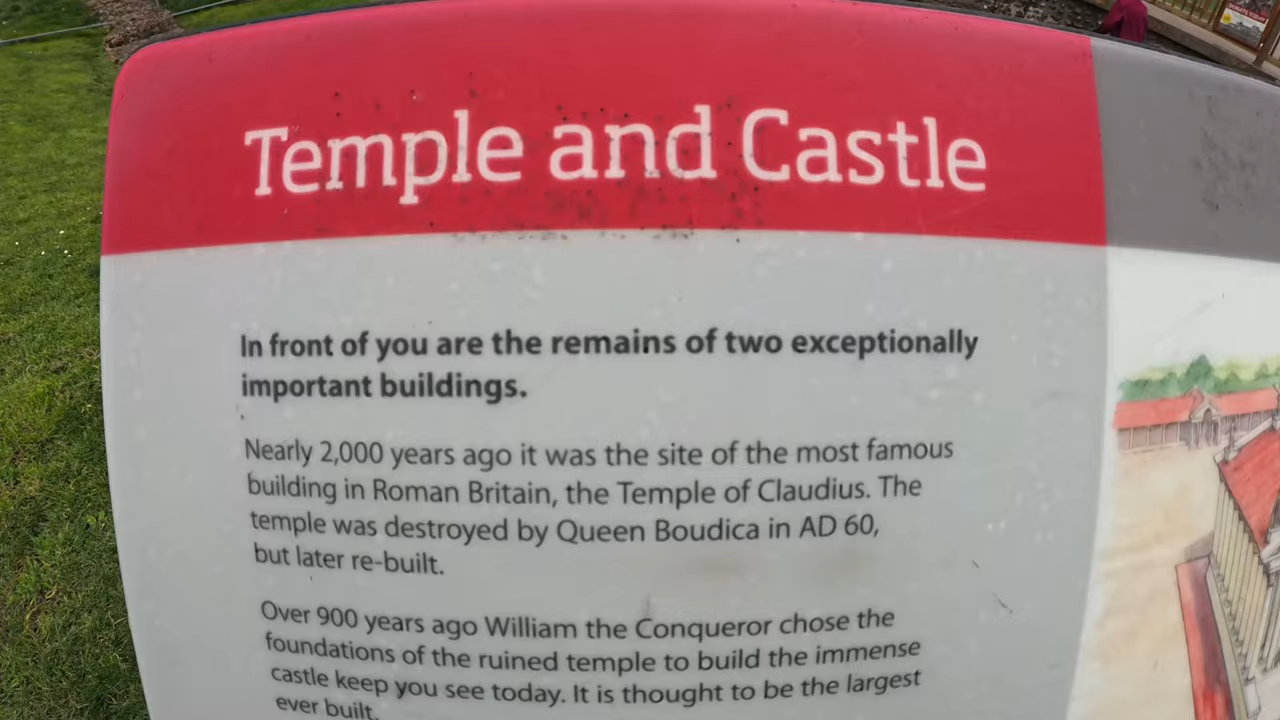 Temple and Castle
In front of you are the remains of two exceptionally
important buildings.
Nearly 2,000 years ago it was the site of the most famous
building in Roman Britain, the Temple of Claudius. The
temple was destroyed by Queen Boudica in AD 60,
but later re-built.
Over 900 years ago William the Conqueror chose the
foundations of the ruined temple to build the immense
castle keep you see today. It is thought to be the largest
ever built.